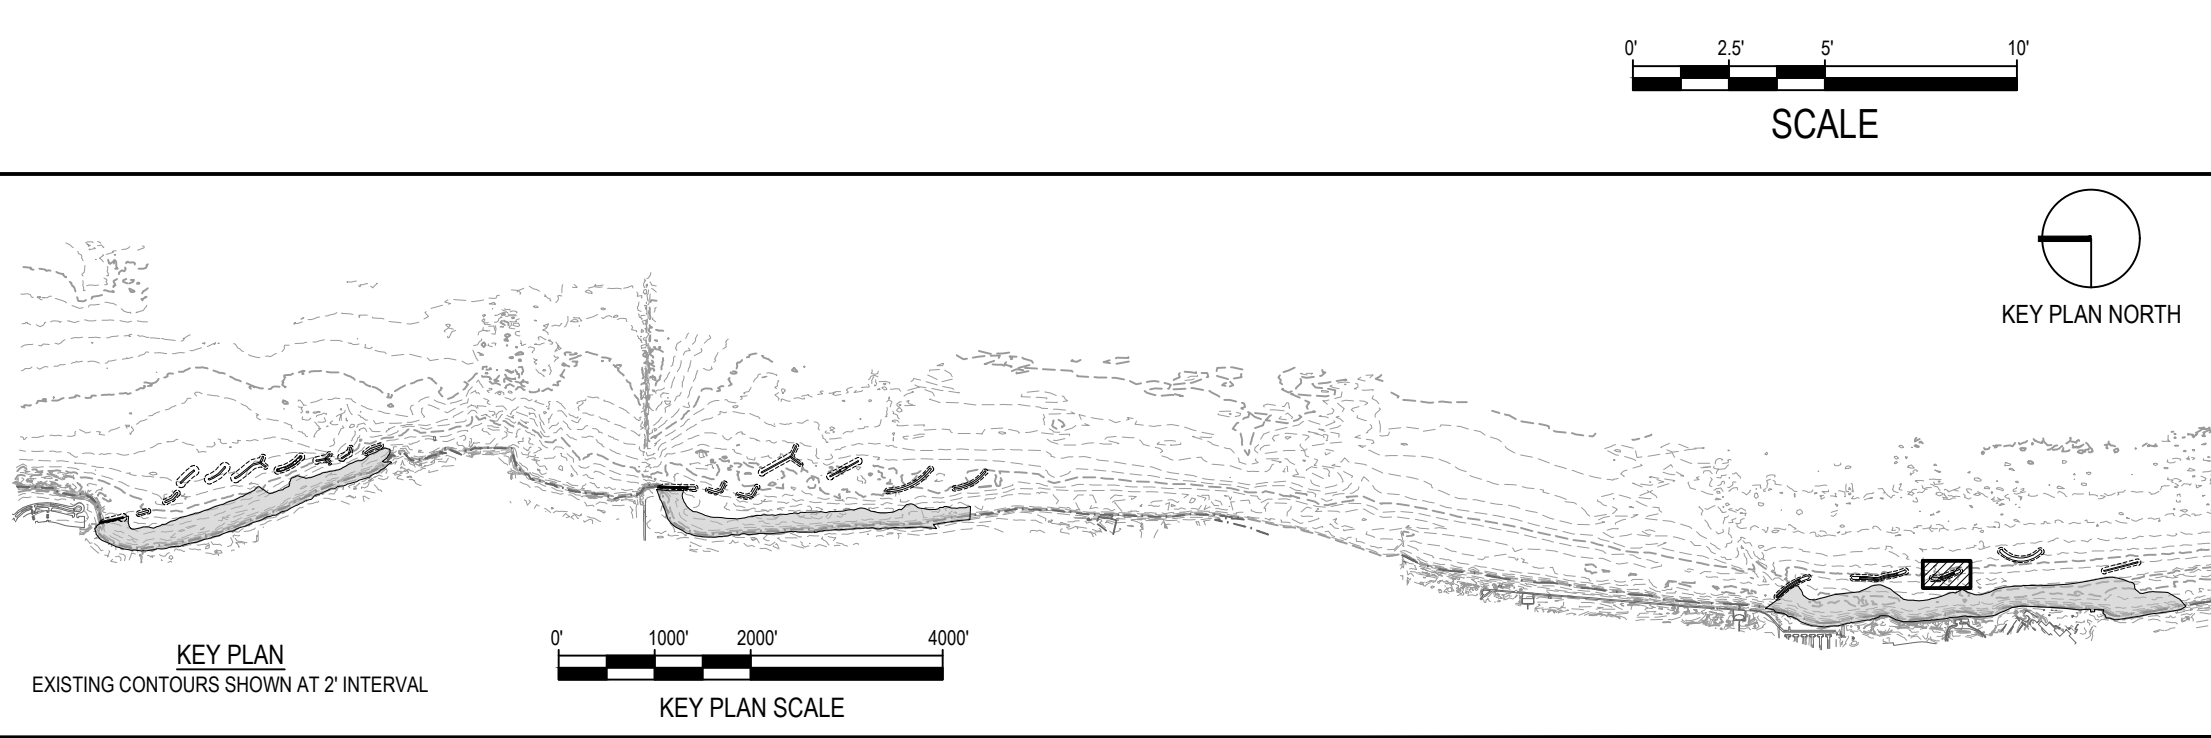 0' 2.5' 5' 10'
SCALE
KEY PLAN NORTH
KEY PLAN
EXISTING CONTOURS SHOWN AT 2' INTERVAL
0' 1000' 2000' 4000'
KEY PLAN SCALE